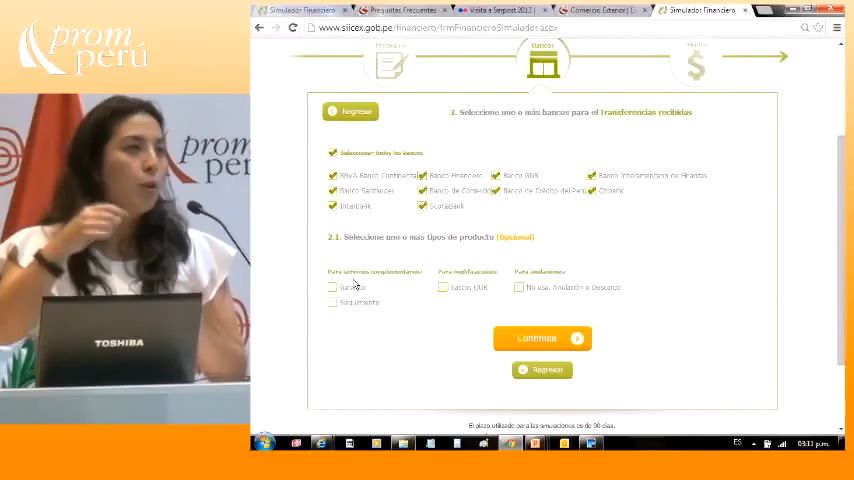 prom
perú
prom
per
TOSHIBA
Simulador Financiero
Preguntas Frecuentes
Visita a Serpost 2013 |
Comercio Exterior | E
Simulador Financiero
www.siicex.gob.pe/financiero/frmFinancieroSimulador.aspx
Producto
Bancos
Monto
Regresar
2. Seleccione uno o más bancos para el Transferencias recibidas
Seleccionar todos los bancos
BBVA Banco Continental
Banco Financiero
Banco GNB
Banco Interamericano de Finanzas
Banco Santander
Banco de Comercio
Banco de Crédito del Perú
Citibank
Interbank
Scotiabank
2.1. Seleccione uno o más tipos de producto (Opcional)
Para servicios complementarios
Para modificaciones
Para anulaciones
Gastos OUR
No usa, Anulación o Descargo
Seguimiento
Continuar
Regresar
El plazo utilizado para las simulaciones es de 90 días.
ES
03:11 p.m.